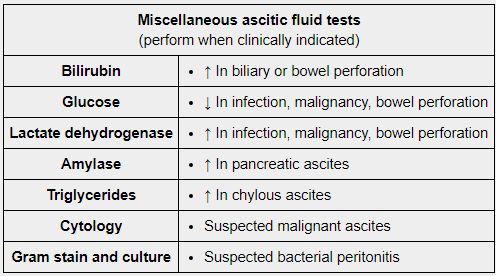 Miscellaneous ascitic fluid tests
(perform when clinically indicated)
Bilirubin • ↑ In biliary or bowel perforation
Glucose • ↓ In infection, malignancy, bowel perforation
Lactate dehydrogenase • ↑ In infection, malignancy, bowel perforation
Amylase • ↑ In pancreatic ascites
Triglycerides • ↑ In chylous ascites
Cytology • Suspected malignant ascites
Gram stain and culture • Suspected bacterial peritonitis